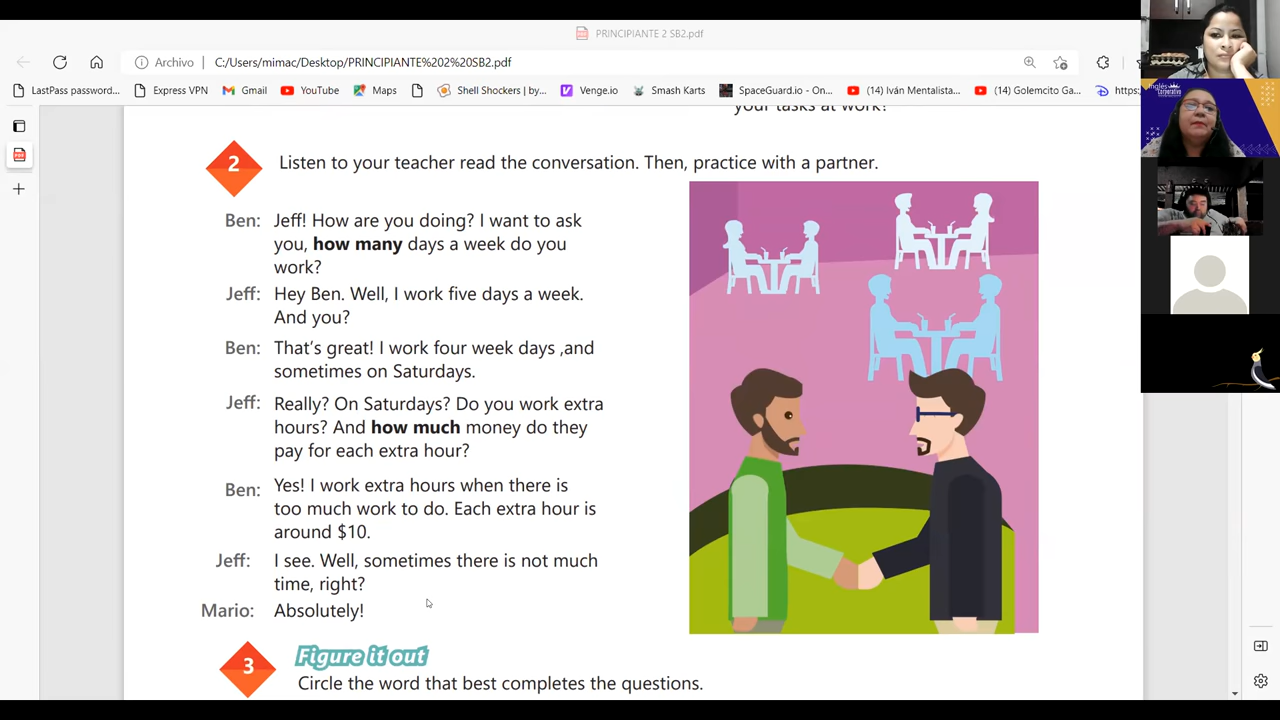 PRINCIPIANTE 2 SB2.pdf
Archivo
C:/Users/mimac/Desktop/PRINCIPIANTE%202%20SB2.pdf
LastPass password...
Express VPN
Gmail
YouTube
Maps
Shell Shockers | by...
Venge.io
Smash Karts
SpaceGuard.io - On...
(14) Iván Mentalista...
(14) Golemcito Ga...
https:
your tasks at work?
2
Listen to your teacher read the conversation. Then, practice with a partner.
Ben: Jeff! How are you doing? I want to ask
you, how many days a week do you
work?
Jeff: Hey Ben. Well, I work five days a week.
And you?
Ben: That's great! I work four week days ,and
sometimes on Saturdays.
Jeff: Really? On Saturdays? Do you work extra
hours? And how much money do they
pay for each extra hour?
Ben: Yes! I work extra hours when there is
too much work to do. Each extra hour is
around $10.
Jeff: I see. Well, sometimes there is not much
time, right?
Mario: Absolutely!
3
Figure it out
Circle the word that best completes the questions.
inglés
corporativo